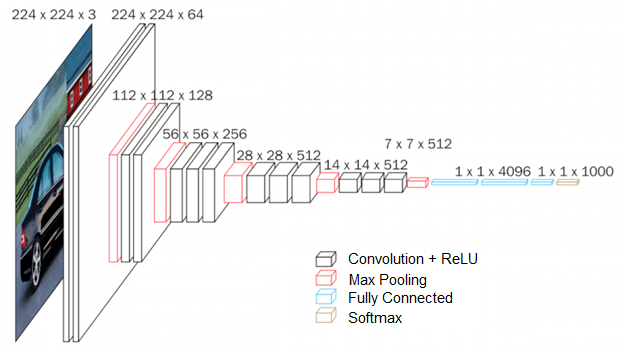 224 x 224 x 3
224 x 224 x 64
112 x 112 x 128
56 x 56 x 256
28 x 28 x 512
14 x 14 x 512
7 x 7 x 512
1 x 1 x 4096
1 x 1 x 1000
Convolution + ReLU
Max Pooling
Fully Connected
Softmax